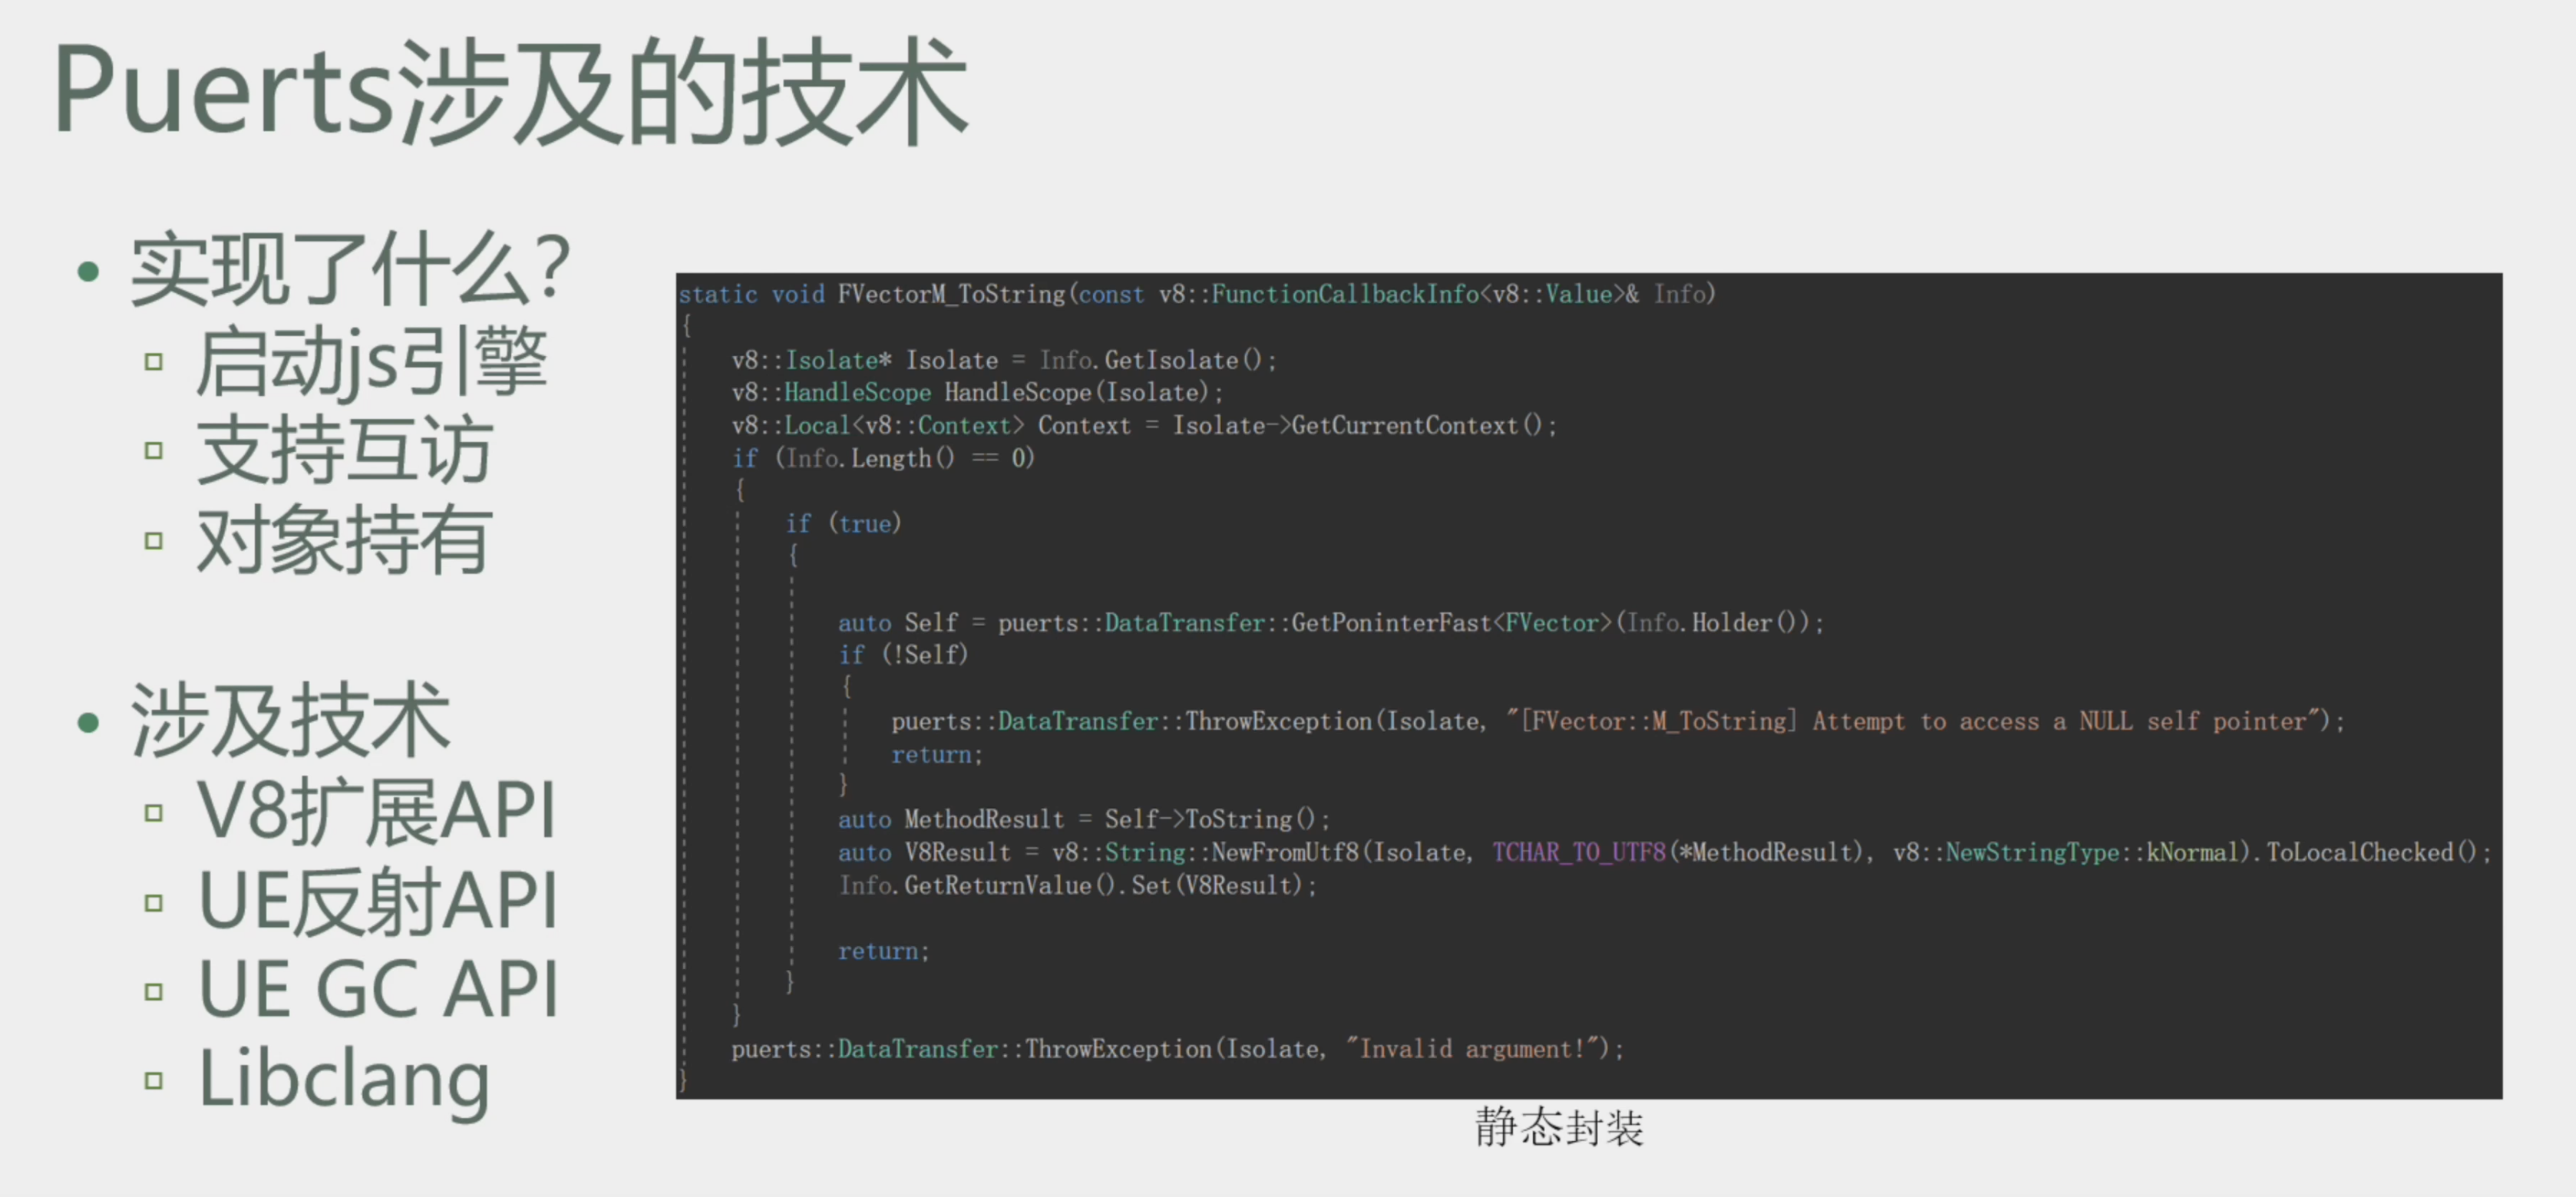 Puerts涉及的技术
实现了什么？
启动js引擎
支持互访
对象持有
涉及技术
V8扩展API
UE反射API
UE GC API
Libclang
static void FVectorM_ToString(const v8::FunctionCallbackInfo<v8::Value>& Info)
{
v8::Isolate* Isolate = Info.GetIsolate();
v8::HandleScope HandleScope(Isolate);
v8::Local<v8::Context> Context = Isolate->GetCurrentContext();
if (Info.Length() == 0)
{
if (true)
{
auto Self = puerts::DataTransfer::GetPoninterFast<FVector>(Info.Holder());
if (!Self)
{
puerts::DataTransfer::ThrowException(Isolate, "[FVector::M_ToString] Attempt to access a NULL self pointer");
return;
}
auto MethodResult = Self->ToString();
auto V8Result = v8::String::NewFromUtf8(Isolate, TCHAR_TO_UTF8(*MethodResult), v8::NewStringType::kNormal).ToLocalChecked();
Info.GetReturnValue().Set(V8Result);
return;
}
}
puerts::DataTransfer::ThrowException(Isolate, "Invalid argument!");
}
静态封装